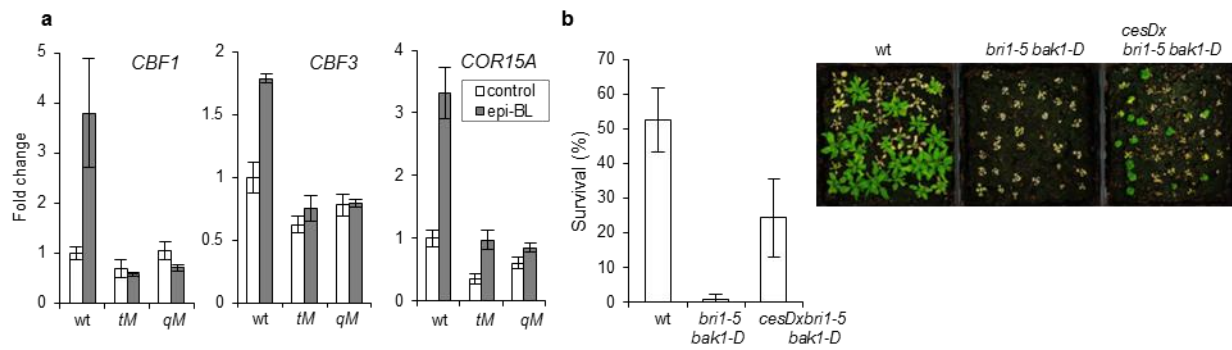 a
CBF1
CBF3
COR15A
Fold change
5
4
3
2
1
0
2
1.5
1
0.5
0
4
3
2
1
0
control
epi-BL
wt tM qM
wt tM qM
wt tM qM
b
Survival (%)
70
60
50
40
30
20
10
0
wt
bri1-5
bak1-D
cesDxbri1-5
bak1-D
wt
bri1-5 bak1-D
cesDx
bri1-5 bak1-D